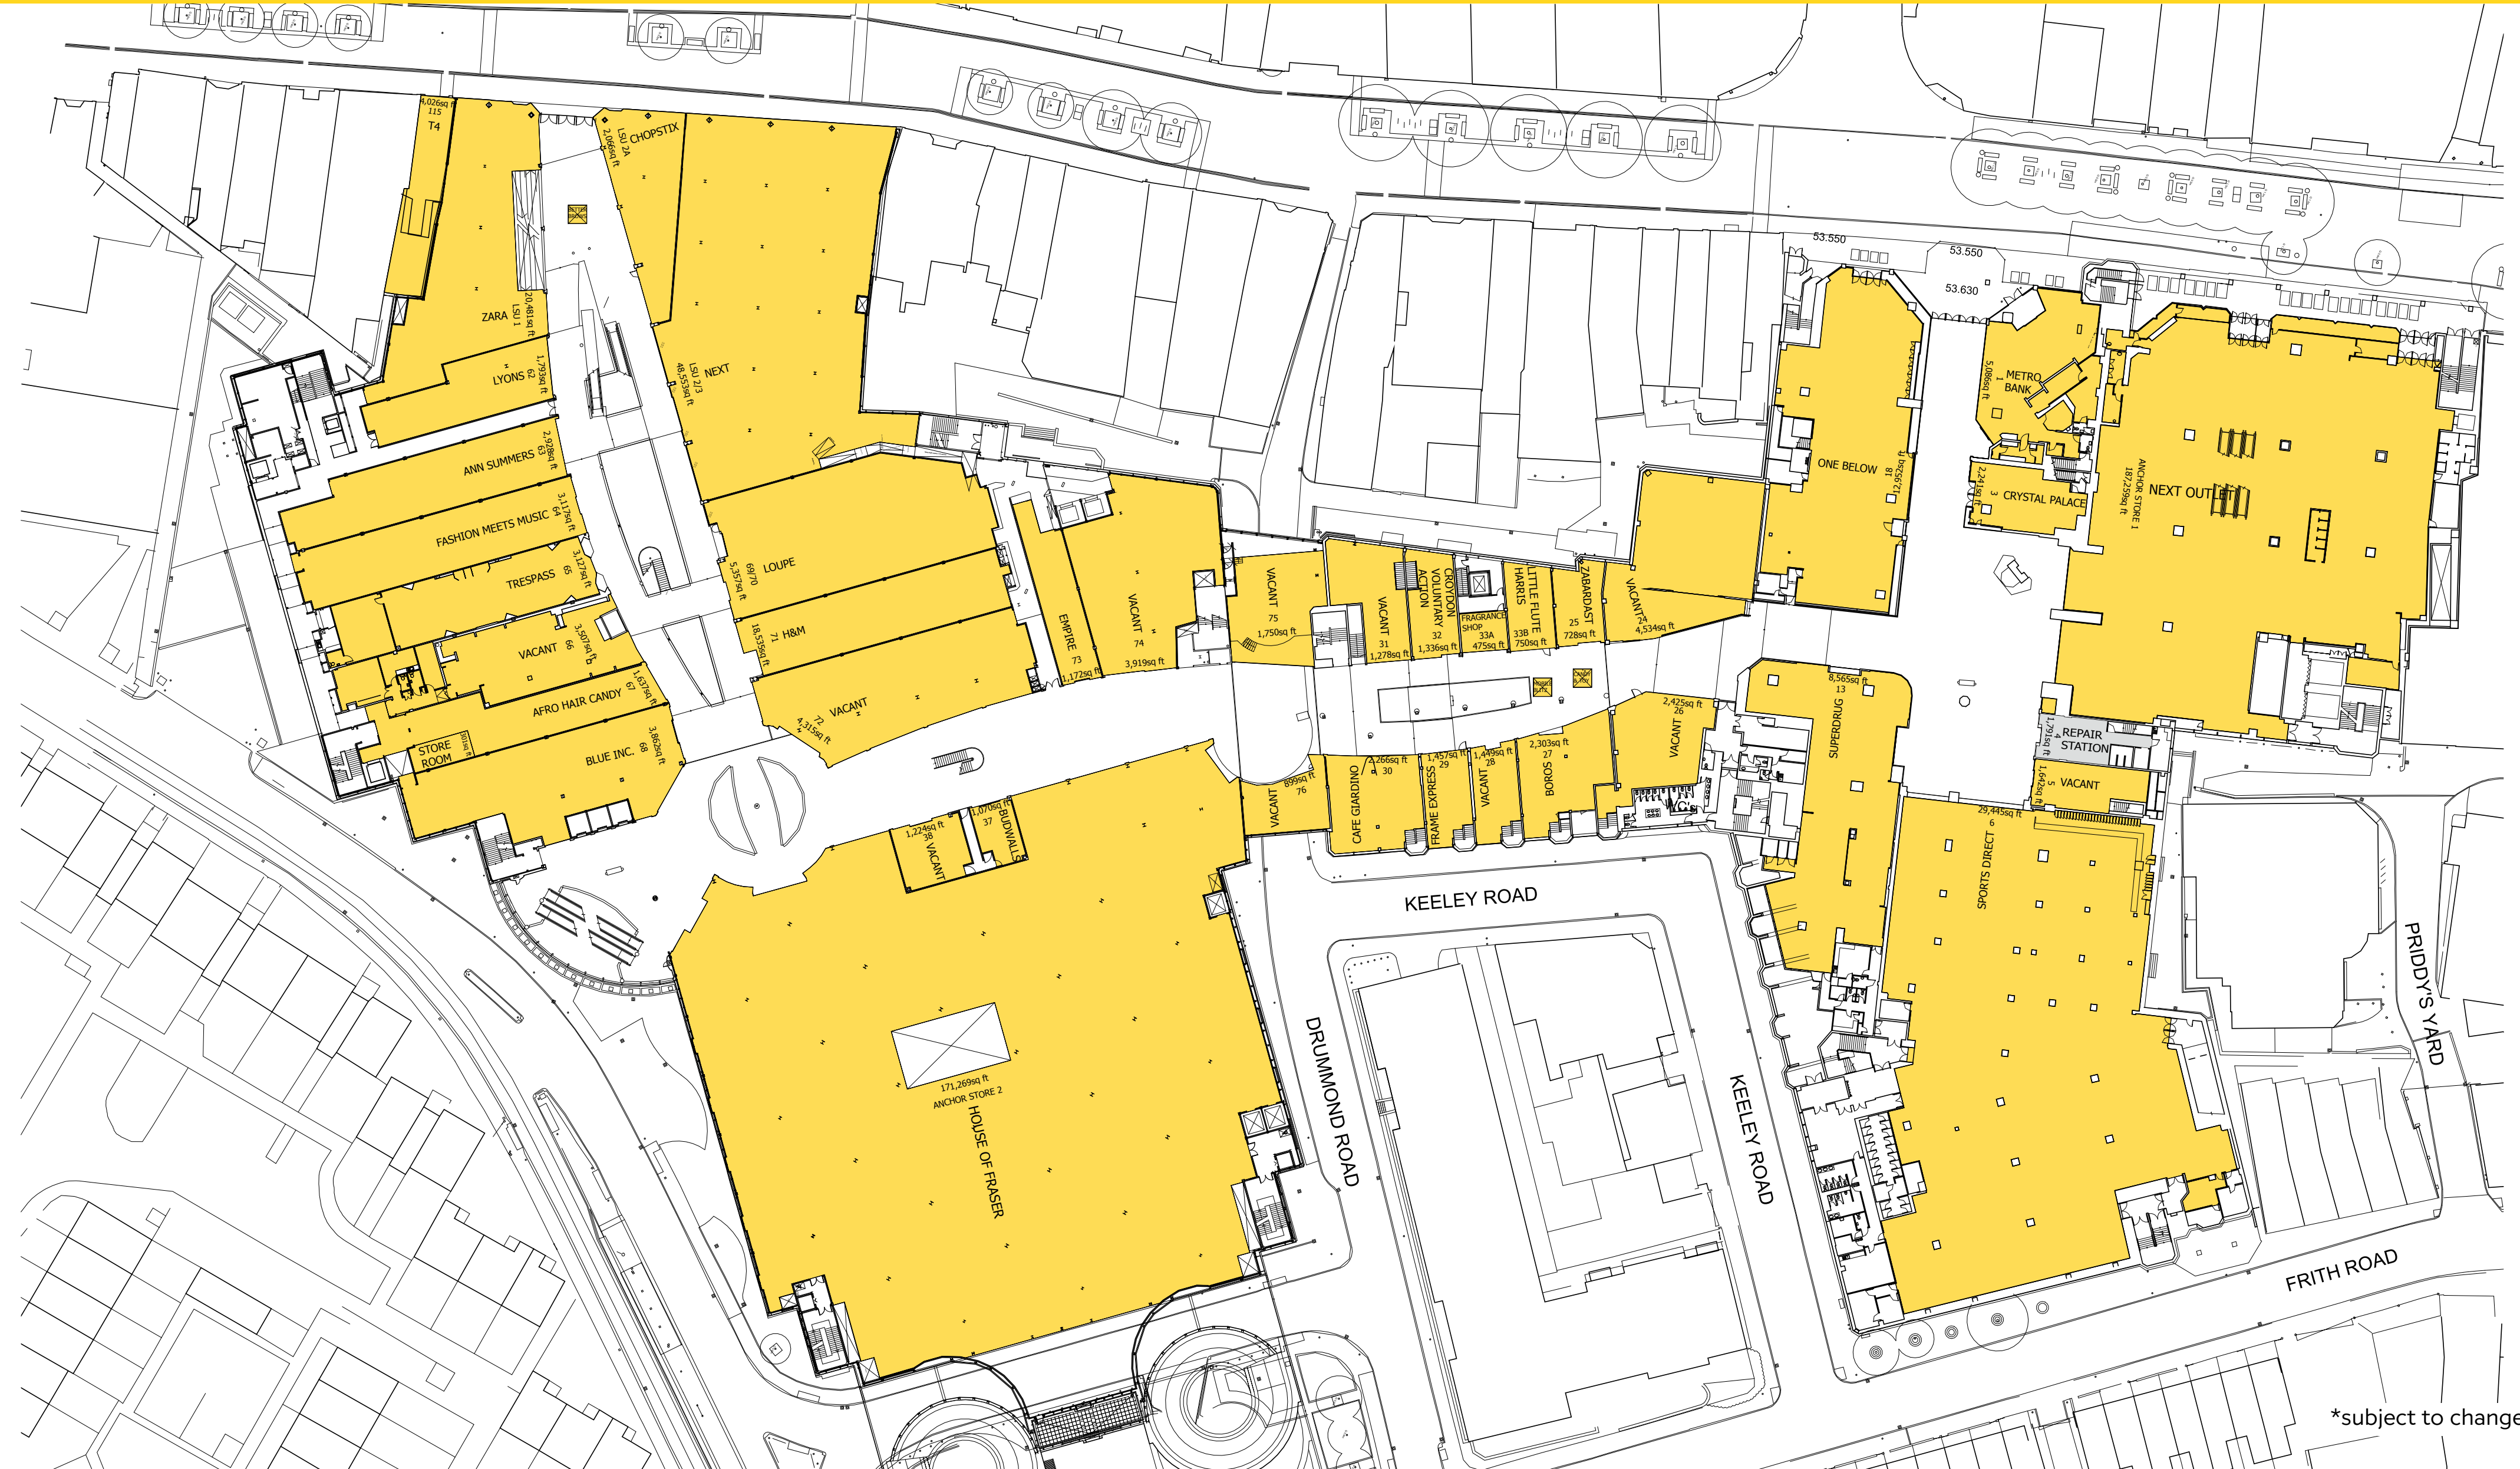 4,026sq ft
115
T4
LSU 2A
2,066sq ft
CHOPSTIX
BETTER
BROWS
ZARA
LSU 1
20,481sq ft
LYONS
62
1,793sq ft
NEXT
LSU 2/3
48,553sq ft
ANN SUMMERS
63
2,928sq ft
FASHION MEETS MUSIC
64
3,117sq ft
TRESPASS
65
3,127sq ft
VACANT
66
3,507sq ft
AFRO HAIR CANDY
67
1,637sq ft
STORE
ROOM
301sq ft
BLUE INC.
68
3,862sq ft
LOUPE
69/70
5,357sq ft
H&M
71
18,535sq ft
VACANT
72
4,315sq ft
EMPIRE
73
1,172sq ft
VACANT
74
3,919sq ft
VACANT
75
1,750sq ft
VACANT
31
1,278sq ft
CROYDON
VOLUNTARY
ACTION
32
1,336sq ft
FRAGRANCE
SHOP
33A
475sq ft
LITTLE FLUTE
HARRIS
33B
750sq ft
ZABARDAST
25
728sq ft
VACANT
24
4,534sq ft
MOBILE
BITZ
CANDY
& TOY
53.550
53.550
53.630
ONE BELOW
18
12,952sq ft
METRO
BANK
1
5,086sq ft
CRYSTAL PALACE
3
2,241sq ft
NEXT OUTLET
ANCHOR STORE 1
187,259sq ft
REPAIR
STATION
4
1,791sq ft
VACANT
5
1,642sq ft
8,565sq ft
13
SUPERDRUG
29,445sq ft
6
SPORTS DIRECT
2,425sq ft
26
VACANT
WC's
2,303sq ft
27
BOROS
1,449sq ft
28
VACANT
1,457sq ft
29
FRAME EXPRESS
2,266sq ft
30
CAFE GIARDINO
899sq ft
76
VACANT
1,070sq ft
37
BUDWALLS
1,224sq ft
38
VACANT
171,269sq ft
ANCHOR STORE 2
HOUSE OF FRASER
KEELEY ROAD
DRUMMOND ROAD
KEELEY ROAD
PRIDDY'S YARD
FRITH ROAD
*subject to change